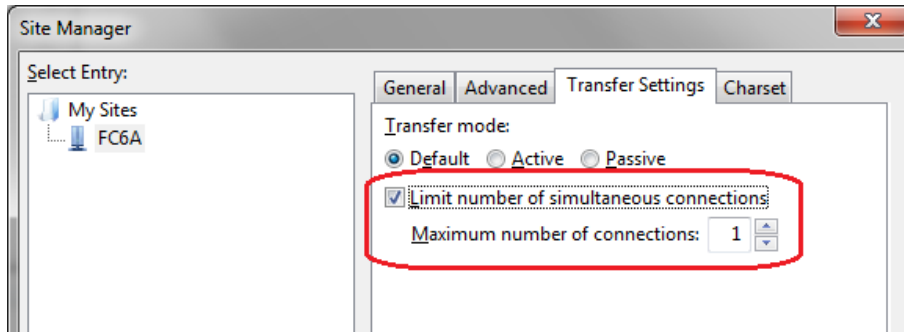 Site Manager
x
Select Entry:
My Sites
FC6A
General Advanced Transfer Settings Charset
Transfer mode:
Default Active Passive
Limit number of simultaneous connections
Maximum number of connections: 1